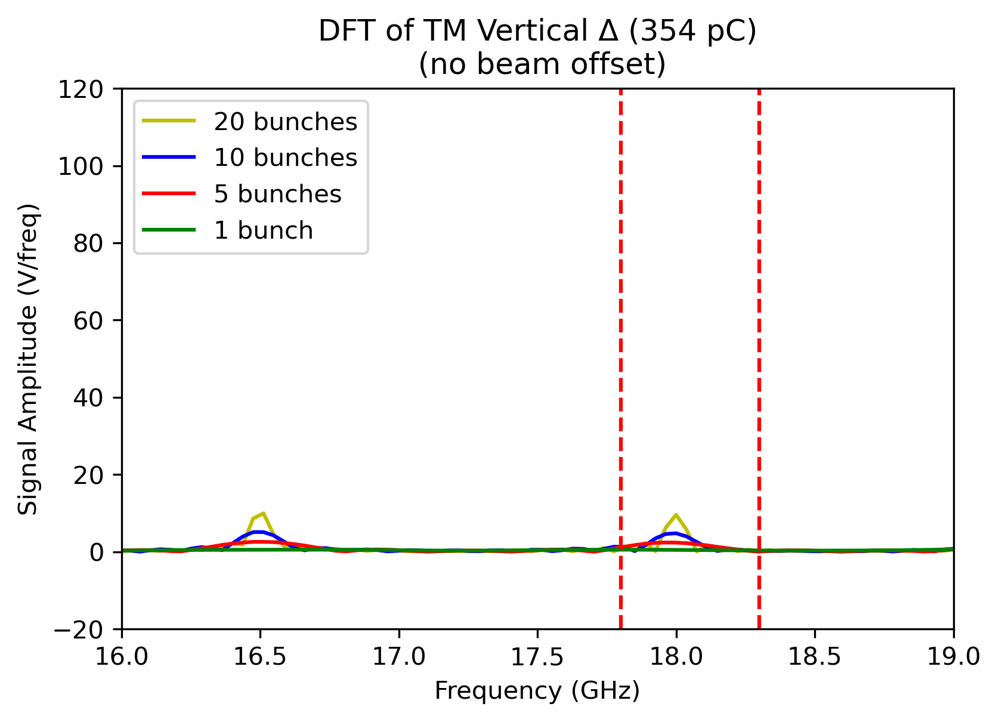 DFT of TM Vertical Δ (354 pC)
(no beam offset)
120
100
80
60
40
20
0
−20
Signal Amplitude (V/freq)
20 bunches
10 bunches
5 bunches
1 bunch
16.0 16.5 17.0 17.5 18.0 18.5 19.0
Frequency (GHz)